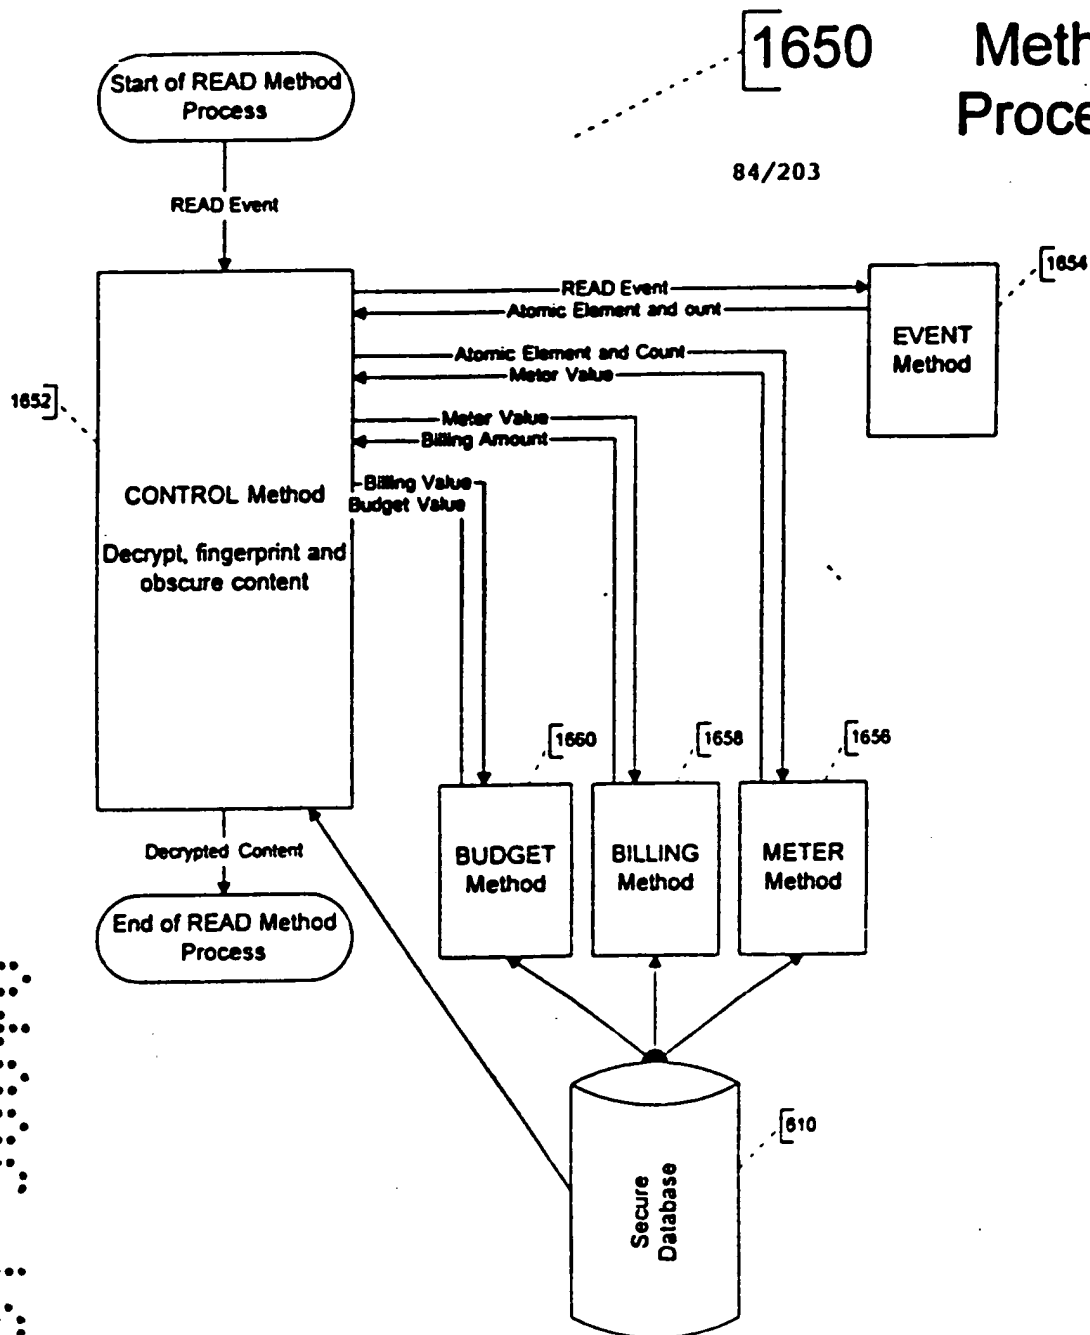 1650 Meth
Proce
84/203
Start of READ Method
Process
READ Event
1654
READ Event
Atomic Element and ount
EVENT
Method
Atomic Element and Count
Metor Value
1652
Meter Value
Billing Amount
Billing Value
Budget Value
CONTROL Method
Decrypt, fingerprint and
obscure content
1660
1658
1656
BUDGET
Method
BILLING
Method
METER
Method
Decrypted Content
End of READ Method
Process
610
Secure
Database